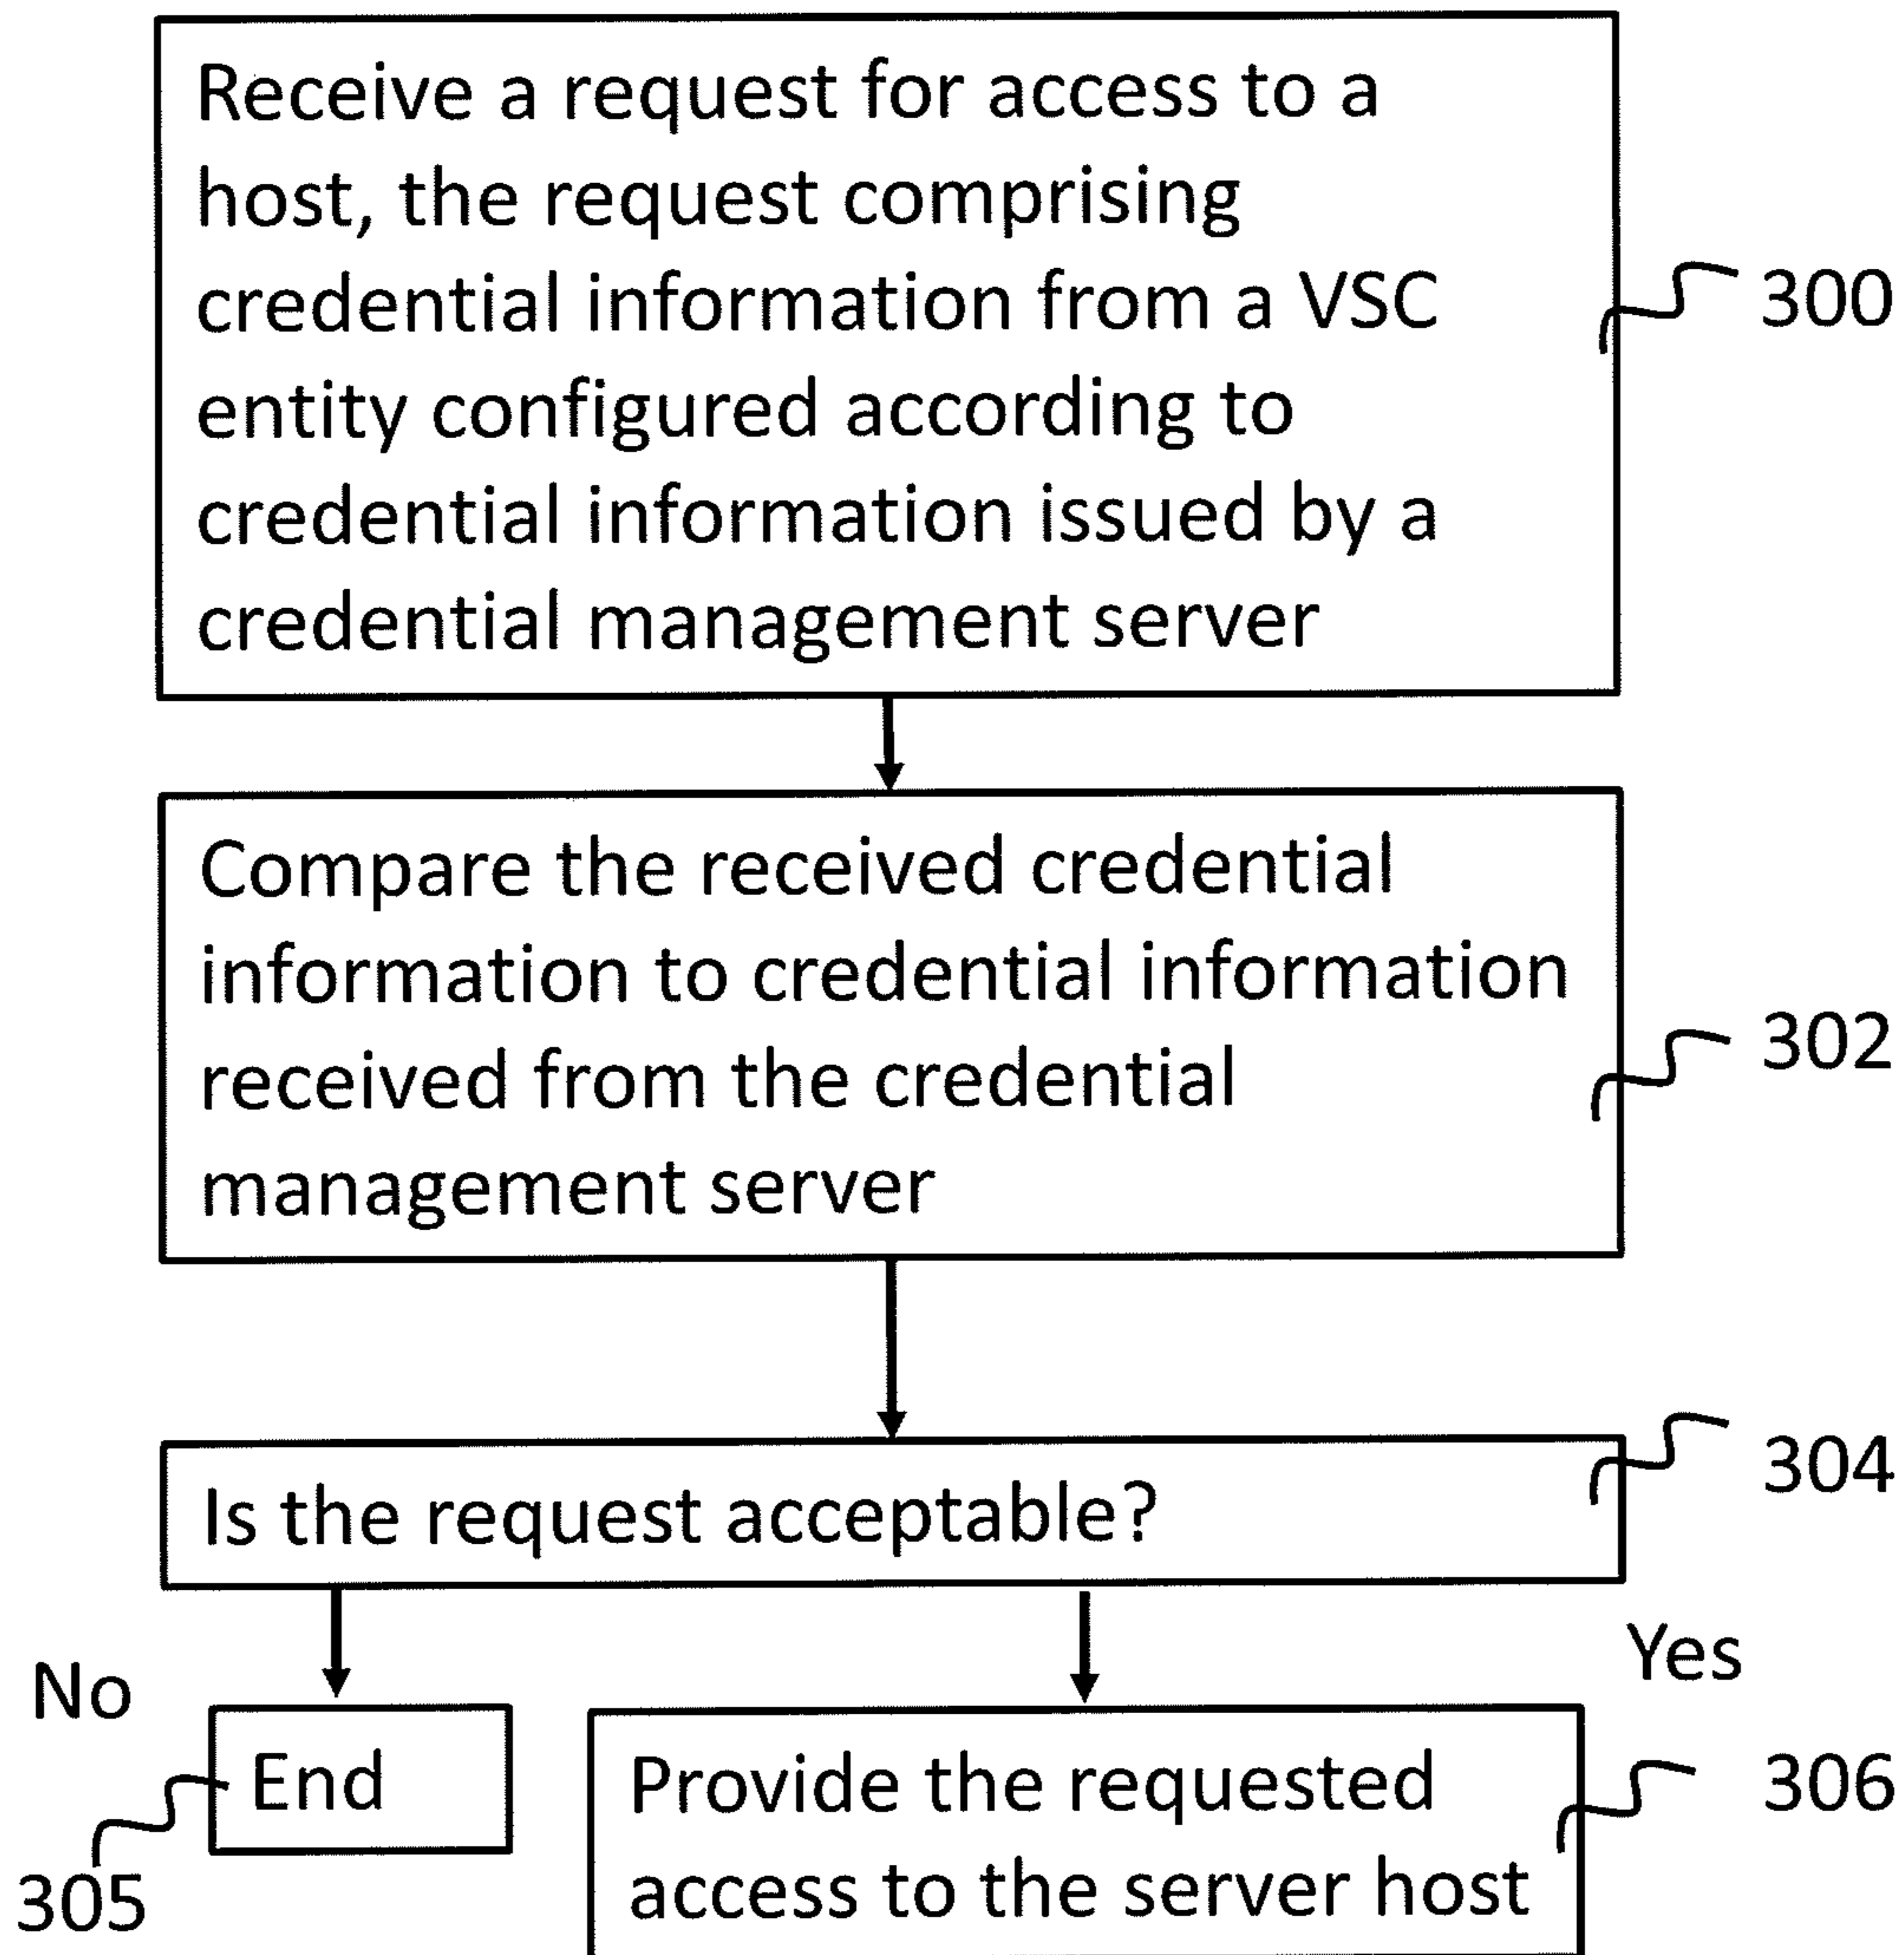 Receive a request for access to a
host, the request comprising
credential information from a VSC
entity configured according to
credential information issued by a
credential management server
300
Compare the received credential
information to credential information
received from the credential
management server
302
Is the request acceptable?
304
No
Yes
End
305
Provide the requested
access to the server host
306